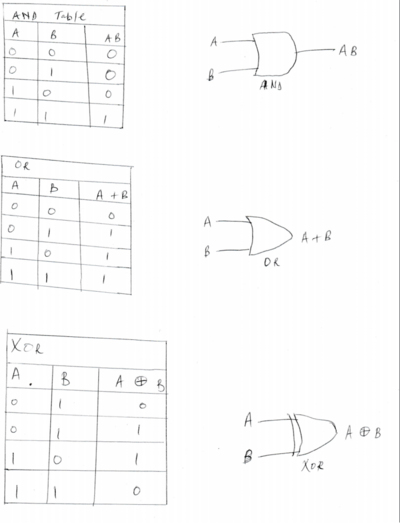 AND Table
A B AB
0 0 0
0 1 0
1 0 0
1 1 1
A
B
AB
AND
OR
A B A + B
0 0 0
0 1 1
1 0 1
1 1 1
A
B
A + B
OR
XOR
A . B A ⊕ B
0 1 0
0 1 1
1 0 1
1 1 0
A
B
A ⊕ B
XOR